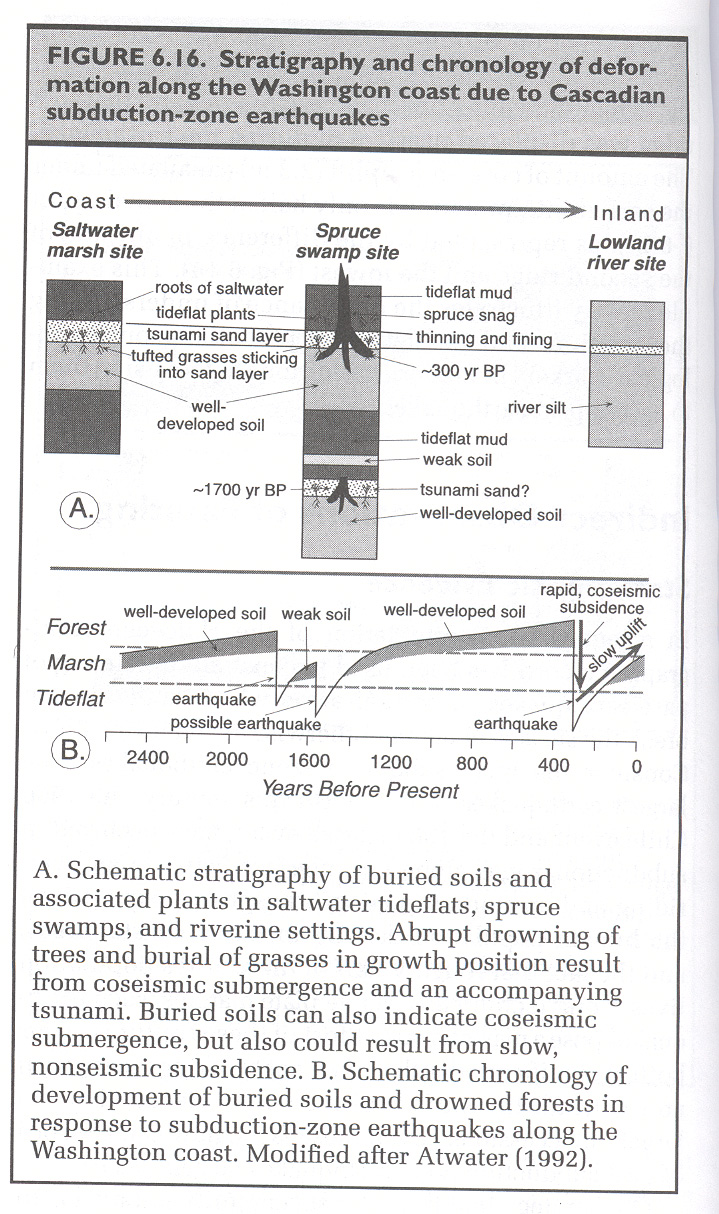 FIGURE 6.16. Stratigraphy and chronology of defor-
mation along the Washington coast due to Cascadian
subduction-zone earthquakes
Coast
Inland
Saltwater
marsh site
Spruce
swamp site
Lowland
river site
roots of saltwater
tideflat plants
tsunami sand layer
tufted grasses sticking
into sand layer
well-
developed soil
~1700 yr BP
tideflat mud
spruce snag
thinning and fining
~300 yr BP
river silt
tideflat mud
weak soil
tsunami sand?
well-developed soil
A.
Forest
Marsh
Tideflat
well-developed soil
weak soil
well-developed soil
rapid, coseismic
subsidence
slow uplift
earthquake
possible earthquake
earthquake
B.
2400 2000 1600 1200 800 400 0
Years Before Present
A. Schematic stratigraphy of buried soils and
associated plants in saltwater tideflats, spruce
swamps, and riverine settings. Abrupt drowning of
trees and burial of grasses in growth position result
from coseismic submergence and an accompanying
tsunami. Buried soils can also indicate coseismic
submergence, but also could result from slow,
nonseismic subsidence. B. Schematic chronology of
development of buried soils and drowned forests in
response to subduction-zone earthquakes along the
Washington coast. Modified after Atwater (1992).